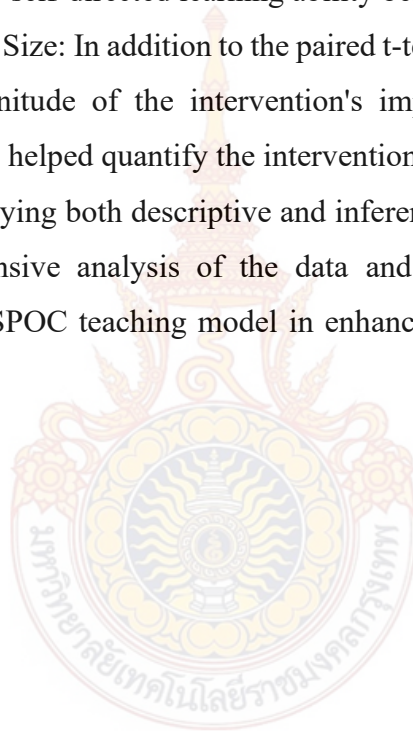 self-directed learning ability be
Size: In addition to the paired t-te
nitude of the intervention's imp
helped quantify the intervention
ying both descriptive and inferen
nsive analysis of the data and
SPOC teaching model in enhanc
มหาวิทยาลัยเทคโนโลยีราชมงคลกรุงเทพ